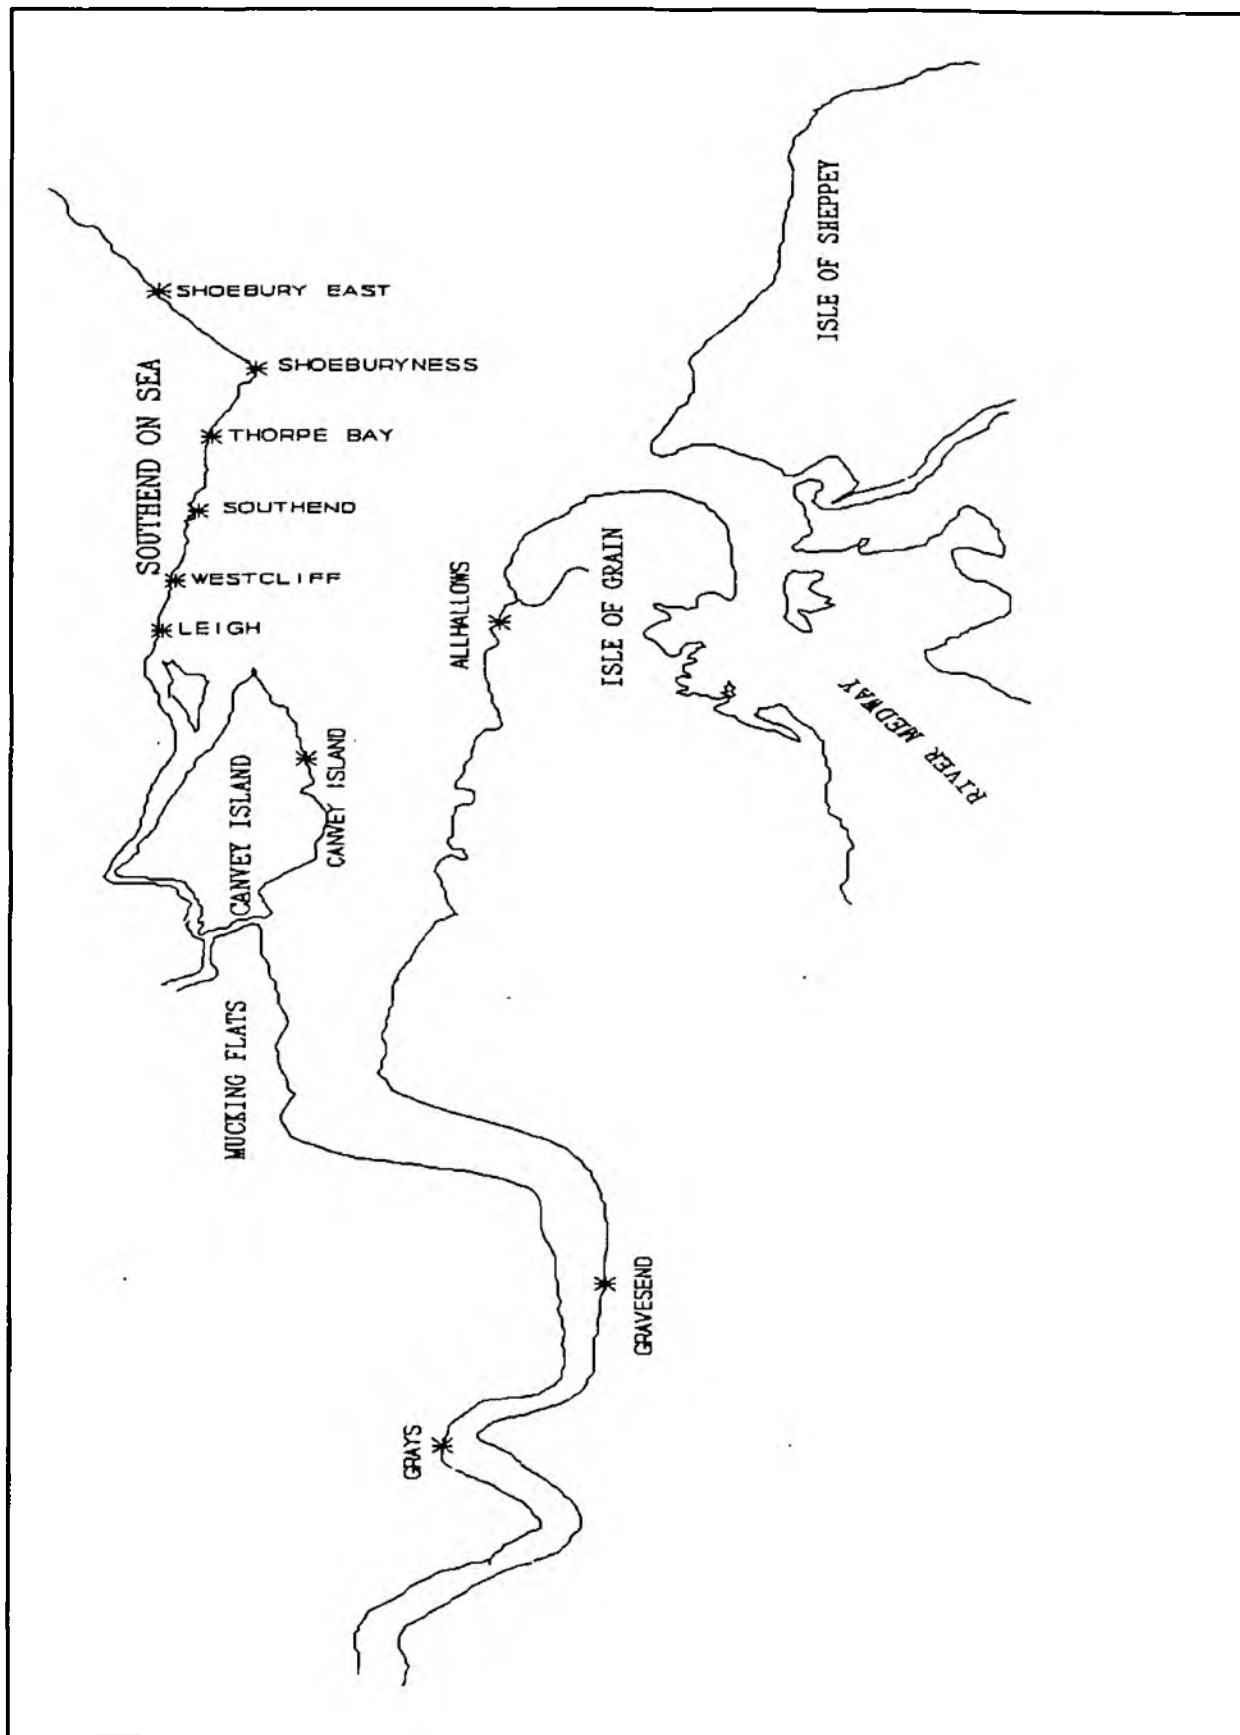 SHOEBURY EAST
SHOEBURYNESS
THORPE BAY
SOUTHEND
WESTCLIFF
LEIGH
SOUTHEND ON SEA
ISLE OF SHEPPEY
ALLHALLOWS
ISLE OF GRAIN
RIVER MEDWAY
CANVEY ISLAND
CANVEY ISLAND
MUCKING FLATS
GRAVESEND
GRAYS